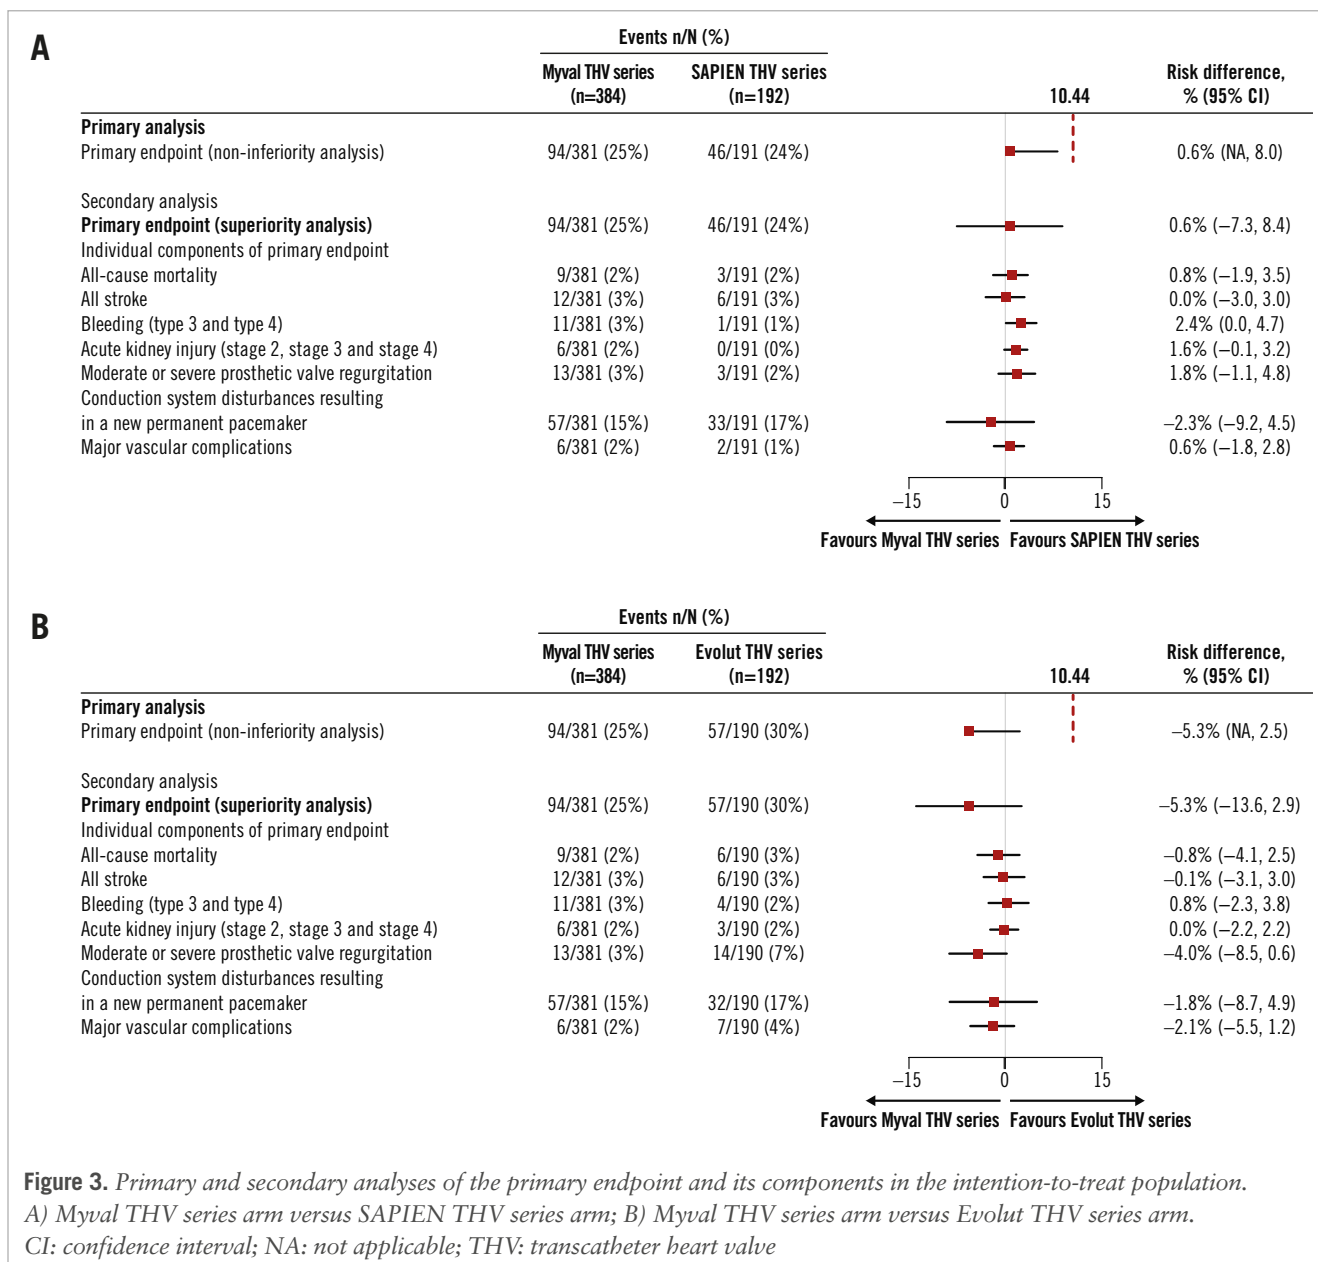 A
Events n/N (%)
Myval THV series SAPIEN THV series Risk difference,
(n=384) (n=192) 10.44 % (95% CI)
Primary analysis
Primary endpoint (non-inferiority analysis) 94/381 (25%) 46/191 (24%) 0.6% (NA, 8.0)
Secondary analysis
Primary endpoint (superiority analysis) 94/381 (25%) 46/191 (24%) 0.6% (−7.3, 8.4)
Individual components of primary endpoint
All-cause mortality 9/381 (2%) 3/191 (2%) 0.8% (−1.9, 3.5)
All stroke 12/381 (3%) 6/191 (3%) 0.0% (−3.0, 3.0)
Bleeding (type 3 and type 4) 11/381 (3%) 1/191 (1%) 2.4% (0.0, 4.7)
Acute kidney injury (stage 2, stage 3 and stage 4) 6/381 (2%) 0/191 (0%) 1.6% (−0.1, 3.2)
Moderate or severe prosthetic valve regurgitation 13/381 (3%) 3/191 (2%) 1.8% (−1.1, 4.8)
Conduction system disturbances resulting
in a new permanent pacemaker 57/381 (15%) 33/191 (17%) −2.3% (−9.2, 4.5)
Major vascular complications 6/381 (2%) 2/191 (1%) 0.6% (−1.8, 2.8)
−15 0 15
Favours Myval THV series Favours SAPIEN THV series
B
Events n/N (%)
Myval THV series Evolut THV series Risk difference,
(n=384) (n=192) 10.44 % (95% CI)
Primary analysis
Primary endpoint (non-inferiority analysis) 94/381 (25%) 57/190 (30%) −5.3% (NA, 2.5)
Secondary analysis
Primary endpoint (superiority analysis) 94/381 (25%) 57/190 (30%) −5.3% (−13.6, 2.9)
Individual components of primary endpoint
All-cause mortality 9/381 (2%) 6/190 (3%) −0.8% (−4.1, 2.5)
All stroke 12/381 (3%) 6/190 (3%) −0.1% (−3.1, 3.0)
Bleeding (type 3 and type 4) 11/381 (3%) 4/190 (2%) 0.8% (−2.3, 3.8)
Acute kidney injury (stage 2, stage 3 and stage 4) 6/381 (2%) 3/190 (2%) 0.0% (−2.2, 2.2)
Moderate or severe prosthetic valve regurgitation 13/381 (3%) 14/190 (7%) −4.0% (−8.5, 0.6)
Conduction system disturbances resulting
in a new permanent pacemaker 57/381 (15%) 32/190 (17%) −1.8% (−8.7, 4.9)
Major vascular complications 6/381 (2%) 7/190 (4%) −2.1% (−5.5, 1.2)
−15 0 15
Favours Myval THV series Favours Evolut THV series
Figure 3. Primary and secondary analyses of the primary endpoint and its components in the intention-to-treat population.
A) Myval THV series arm versus SAPIEN THV series arm; B) Myval THV series arm versus Evolut THV series arm.
CI: confidence interval; NA: not applicable; THV: transcatheter heart valve